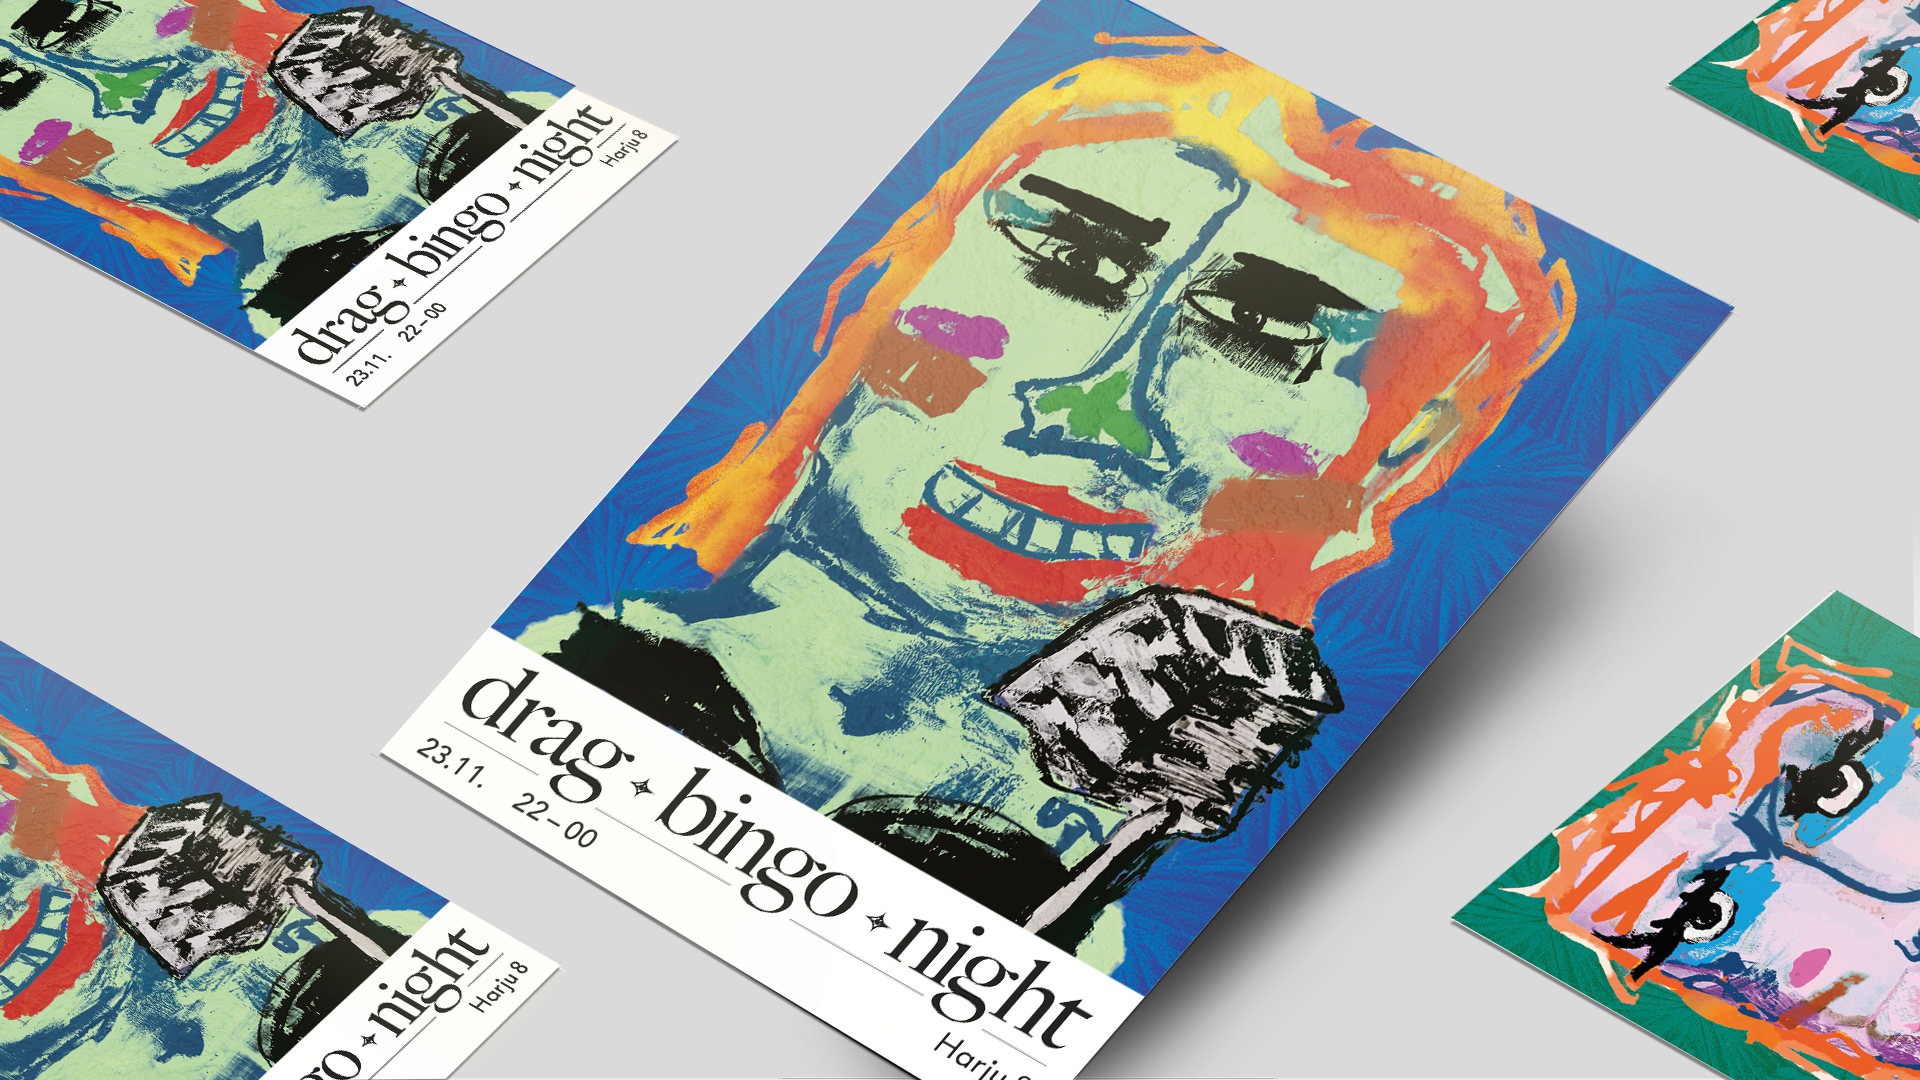 drag ✦ bingo ✦ night
23.11. 22–00
Harju 8
drag ✦ bingo ✦ night
23.11. 22–00
Harju 8
night
Harju 8